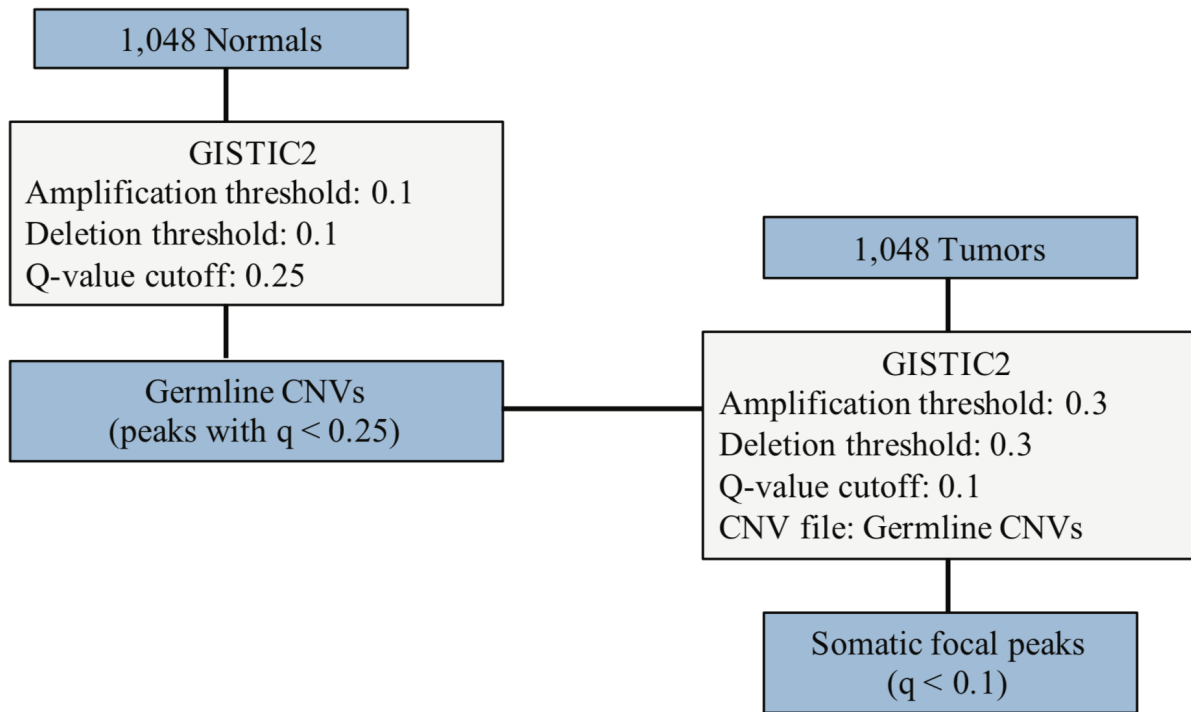 1,048 Normals
GISTIC2
Amplification threshold: 0.1
Deletion threshold: 0.1
Q-value cutoff: 0.25
Germline CNVs
(peaks with q < 0.25)
1,048 Tumors
GISTIC2
Amplification threshold: 0.3
Deletion threshold: 0.3
Q-value cutoff: 0.1
CNV file: Germline CNVs
Somatic focal peaks
(q < 0.1)